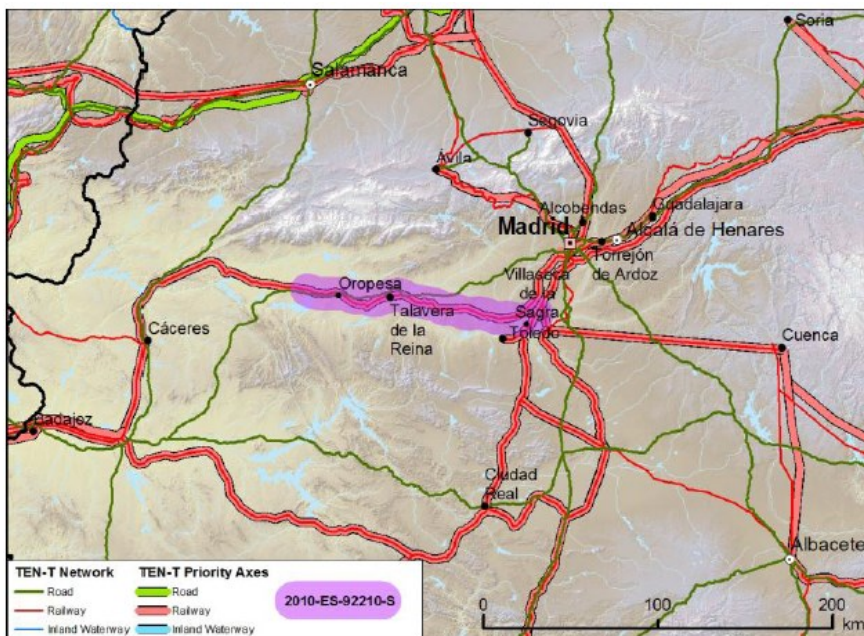 Soria
Salamanca
Segovia
Ávila
Alcobendas
Guadalajara
Madrid
Alcalá de Henares
Torrejón
de Ardoz
Villaseca
de la
Sagra
Oropesa
Talavera
de la
Reina
Toledo
Cáceres
Cuenca
Badajoz
Ciudad
Real
Albacete
TEN-T Network
Road
Railway
Inland Waterway
TEN-T Priority Axes
Road
Railway
Inland Waterway
2010-ES-92210-S
0
100
200
km